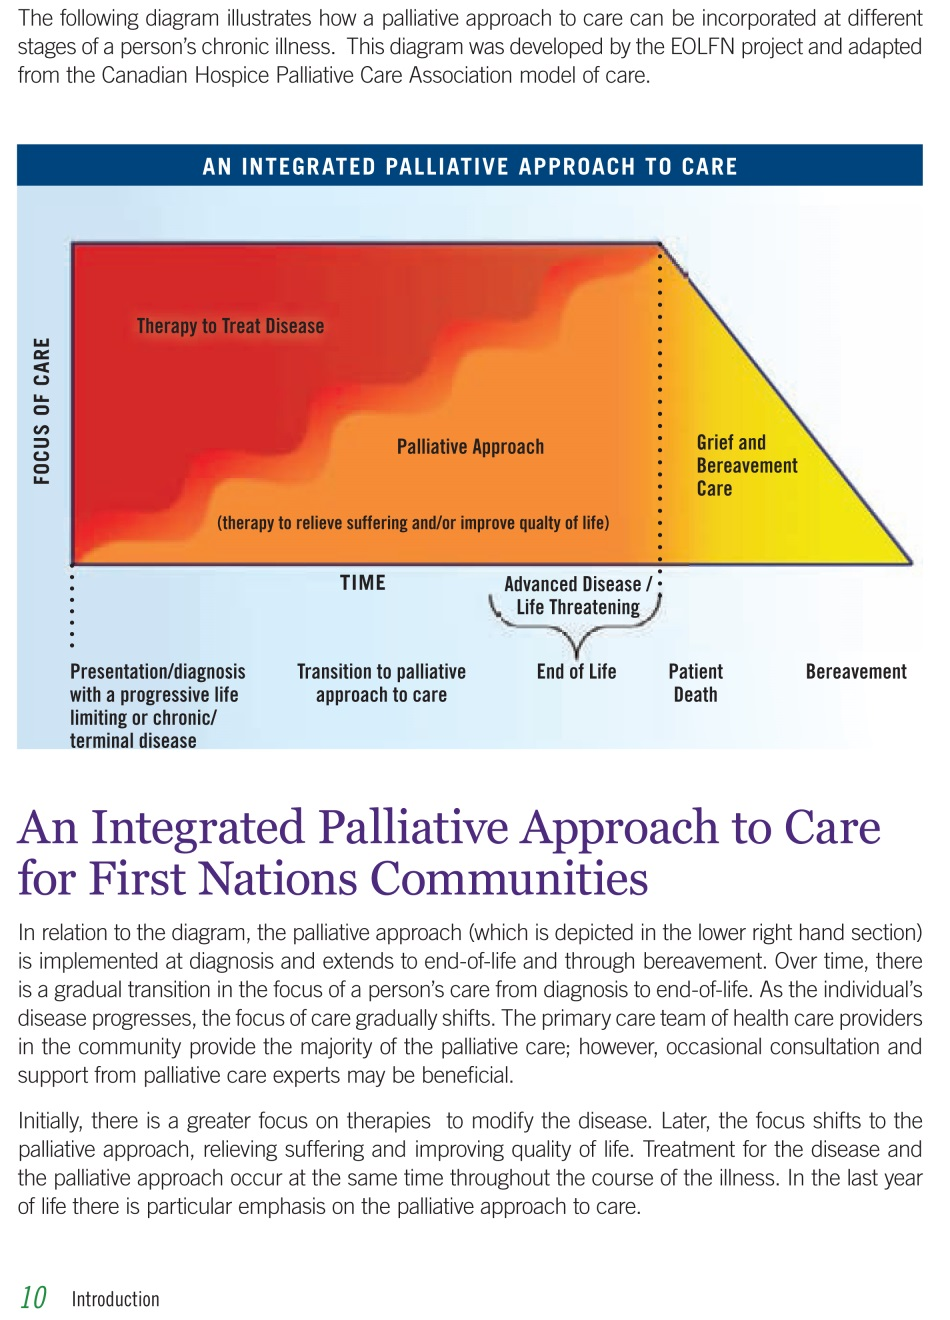 The following diagram illustrates how a palliative approach to care can be incorporated at different
stages of a person's chronic illness.  This diagram was developed by the EOLFN project and adapted
from the Canadian Hospice Palliative Care Association model of care.
AN INTEGRATED PALLIATIVE APPROACH TO CARE
FOCUS OF CARE
Therapy to Treat Disease
Palliative Approach
(therapy to relieve suffering and/or improve qualty of life)
Grief and
Bereavement
Care
TIME
Advanced Disease /
Life Threatening
Presentation/diagnosis
with a progressive life
limiting or chronic/
terminal disease
Transition to palliative
approach to care
End of Life
Patient
Death
Bereavement
An Integrated Palliative Approach to Care
for First Nations Communities
In relation to the diagram, the palliative approach (which is depicted in the lower right hand section)
is implemented at diagnosis and extends to end-of-life and through bereavement. Over time, there
is a gradual transition in the focus of a person's care from diagnosis to end-of-life. As the individual's
disease progresses, the focus of care gradually shifts. The primary care team of health care providers
in the community provide the majority of the palliative care; however, occasional consultation and
support from palliative care experts may be beneficial.
Initially, there is a greater focus on therapies  to modify the disease. Later, the focus shifts to the
palliative approach, relieving suffering and improving quality of life. Treatment for the disease and
the palliative approach occur at the same time throughout the course of the illness. In the last year
of life there is particular emphasis on the palliative approach to care.
10 Introduction